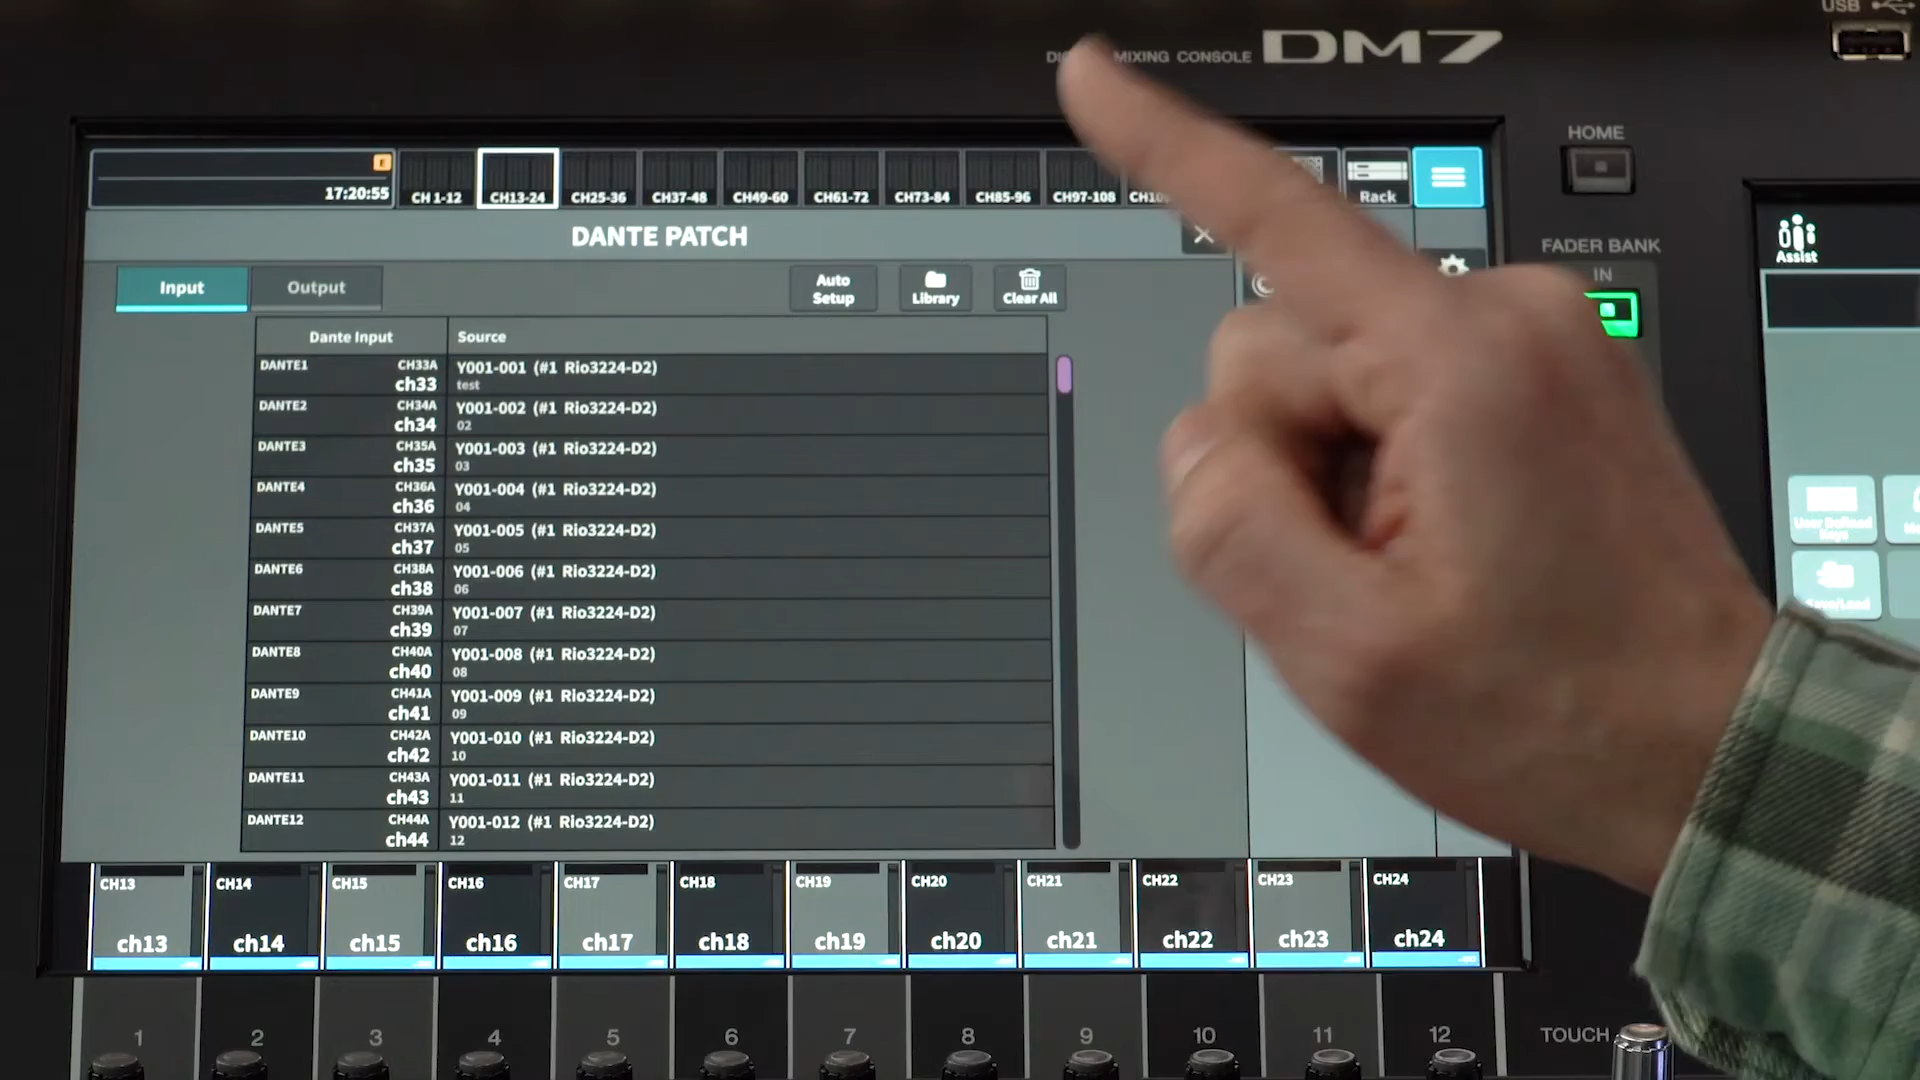 USB
MIXING CONSOLE DM7
HOME
17:20:55
CH 1-12
CH13-24
CH25-36
CH37-48
CH49-60
CH61-72
CH73-84
CH85-96
CH97-108
Rack
DANTE PATCH
FADER BANK
IN
Assist
Input
Output
Auto
Setup
Library
Clear All
Dante Input
Source
DANTE1 CH33A Y001-001 (#1 Rio3224-D2)
ch33 test
DANTE2 CH34A Y001-002 (#1 Rio3224-D2)
ch34 02
DANTE3 CH35A Y001-003 (#1 Rio3224-D2)
ch35 03
DANTE4 CH36A Y001-004 (#1 Rio3224-D2)
ch36 04
DANTE5 CH37A Y001-005 (#1 Rio3224-D2)
ch37 05
DANTE6 CH38A Y001-006 (#1 Rio3224-D2)
ch38 06
DANTE7 CH39A Y001-007 (#1 Rio3224-D2)
ch39 07
DANTE8 CH40A Y001-008 (#1 Rio3224-D2)
ch40 08
DANTE9 CH41A Y001-009 (#1 Rio3224-D2)
ch41 09
DANTE10 CH42A Y001-010 (#1 Rio3224-D2)
ch42 10
DANTE11 CH43A Y001-011 (#1 Rio3224-D2)
ch43 11
DANTE12 CH44A Y001-012 (#1 Rio3224-D2)
ch44 12
User Defined
Keys
Save/Load
CH13 CH14 CH15 CH16 CH17 CH18 CH19 CH20 CH21 CH22 CH23 CH24
ch13 ch14 ch15 ch16 ch17 ch18 ch19 ch20 ch21 ch22 ch23 ch24
1 2 3 4 5 6 7 8 9 10 11 12
TOUCH